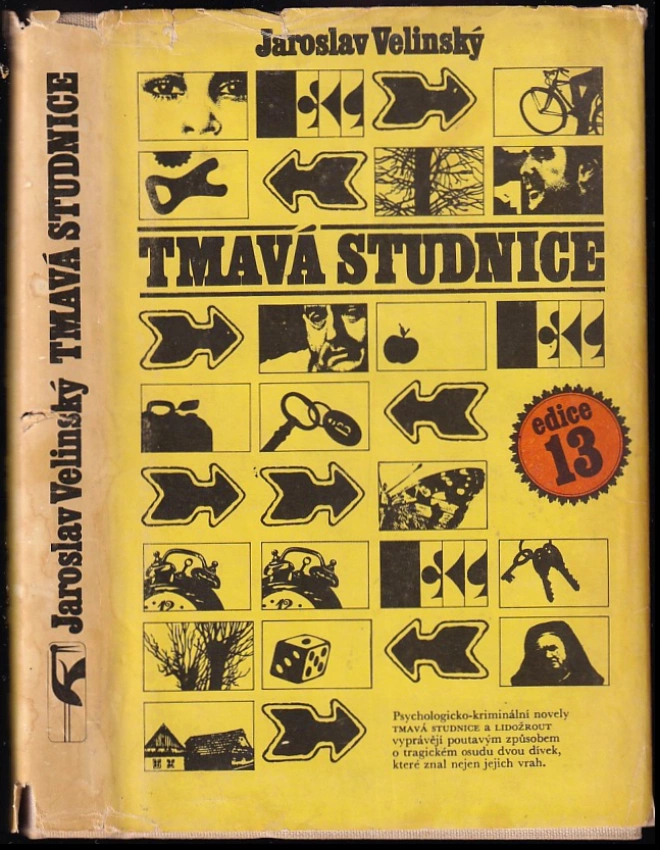 Jaroslav Velinský
TMAVÁ STUDNICE
edice
13
Psychologicko-kriminální novely
TMAVÁ STUDNICE a LIDOŽROUT
vyprávějí poutavým způsobem
o tragickém osudu dvou dívek,
které znal nejen jejich vrah.
Jaroslav Velinský TMAVÁ STUDNICE